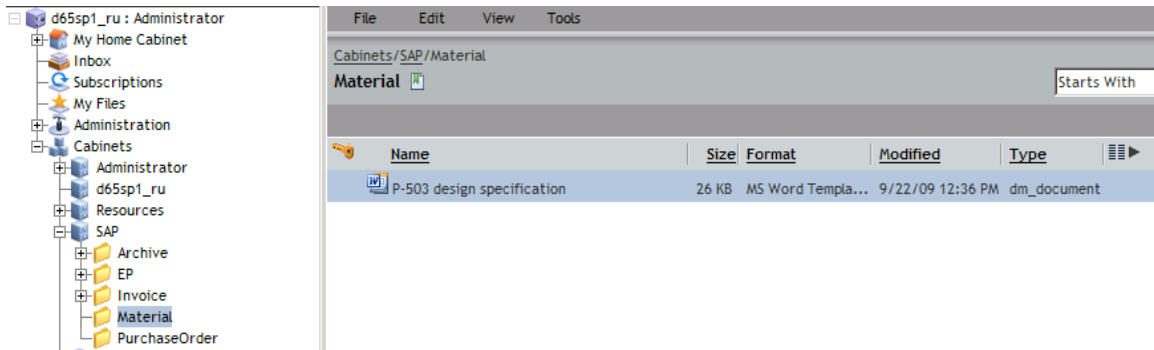 d65sp1_ru : Administrator
My Home Cabinet
Inbox
Subscriptions
My Files
Administration
Cabinets
Administrator
d65sp1_ru
Resources
SAP
Archive
EP
Invoice
Material
PurchaseOrder
File Edit View Tools
Cabinets/SAP/Material
Material
Starts With
Name Size Format Modified Type
P-503 design specification 26 KB MS Word Templa... 9/22/09 12:36 PM dm_document